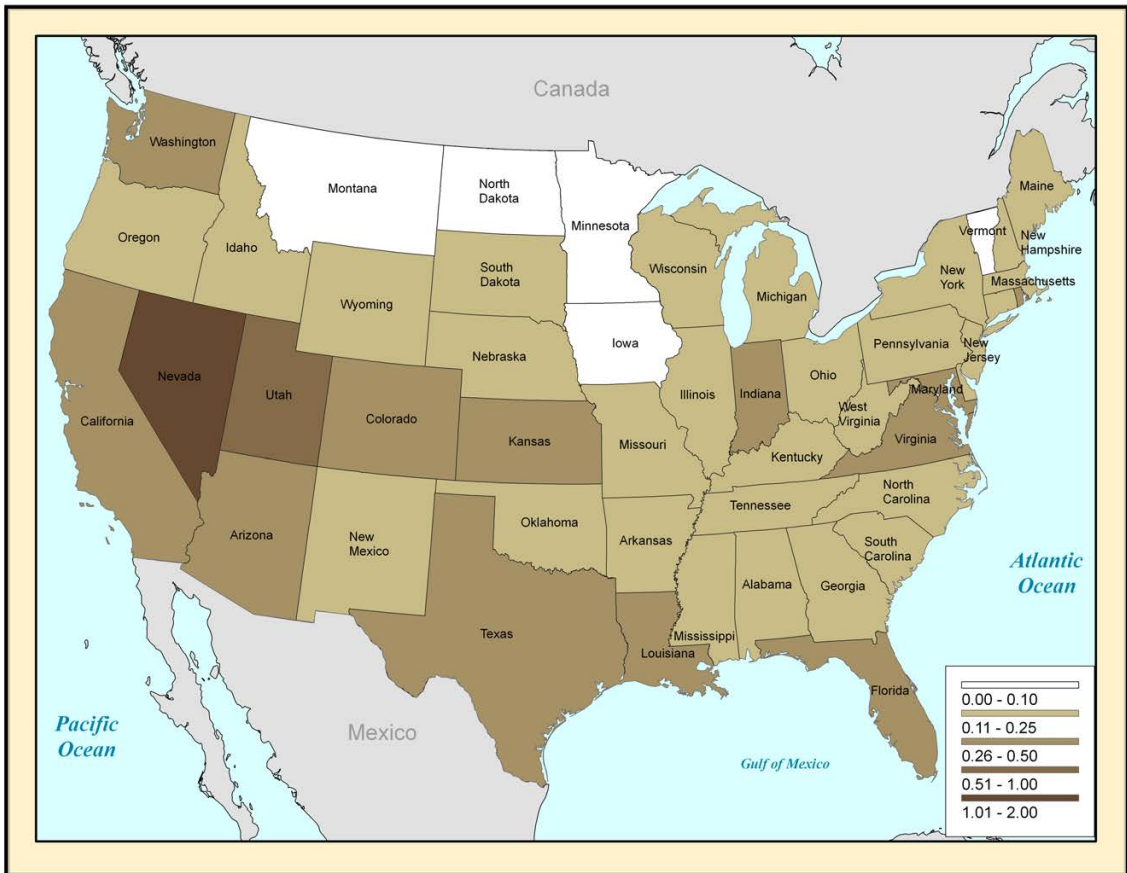 Canada
Washington
Montana
North
Dakota
Minnesota
Maine
Oregon
Idaho
Vermont
New
Hampshire
South
Dakota
Wisconsin
Michigan
New
York
Massachusetts
Wyoming
Nebraska
Iowa
Pennsylvania
New
Jersey
Nevada
Utah
Colorado
Kansas
Illinois
Indiana
Ohio
Maryland
California
Missouri
West
Virginia
Virginia
Kentucky
Arizona
New
Mexico
Oklahoma
Arkansas
Tennessee
North
Carolina
South
Carolina
Texas
Louisiana
Mississippi
Alabama
Georgia
Florida
Atlantic
Ocean
Pacific
Ocean
Mexico
Gulf of Mexico
0.00 - 0.10
0.11 - 0.25
0.26 - 0.50
0.51 - 1.00
1.01 - 2.00